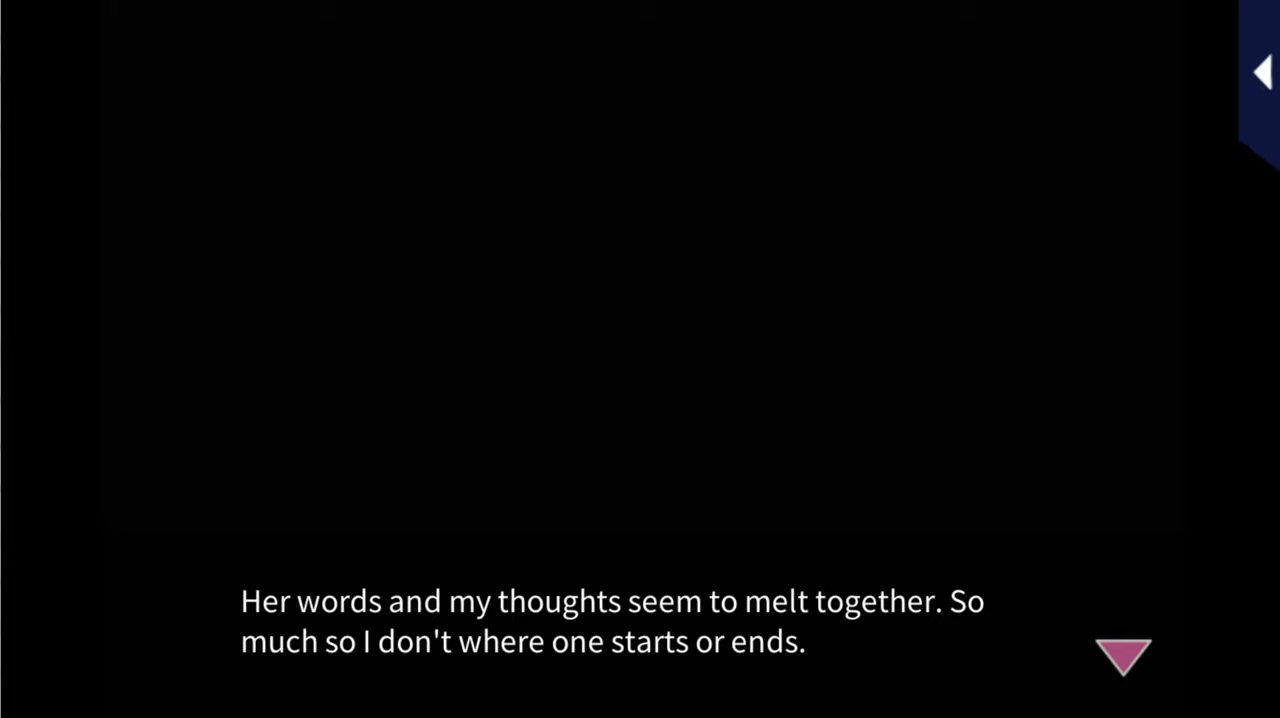 Her words and my thoughts seem to melt together. So
much so I don't where one starts or ends.